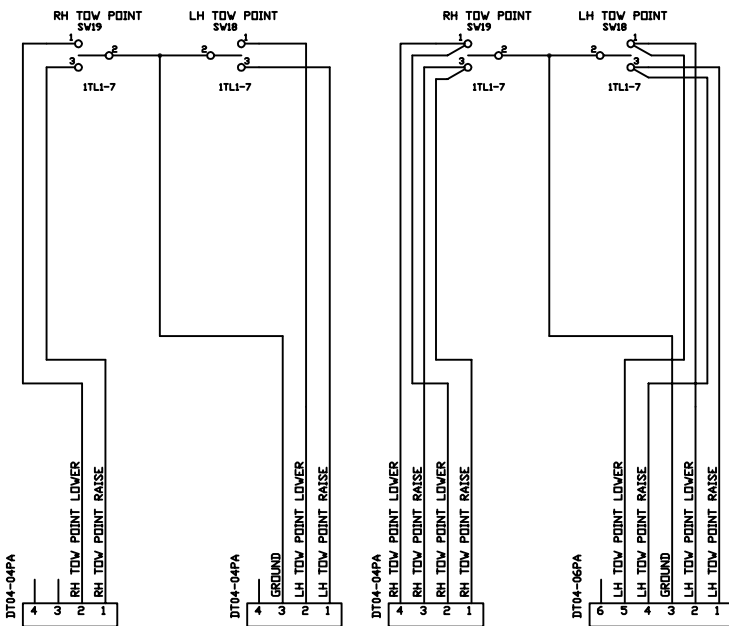 RH TOW POINT
SW19
LH TOW POINT
SW18
1
2
3
1TL1-7
2
1
3
1TL1-7
RH TOW POINT
SW19
LH TOW POINT
SW18
1
2
3
1TL1-7
2
1
3
1TL1-7
DT04-04PA
RH TOW POINT LOWER
RH TOW POINT RAISE
4
3
2
1
DT04-04PA
GROUND
LH TOW POINT LOWER
LH TOW POINT RAISE
4
3
2
1
DT04-04PA
RH TOW POINT LOWER
RH TOW POINT RAISE
RH TOW POINT LOWER
RH TOW POINT RAISE
4
3
2
1
DT04-06PA
LH TOW POINT LOWER
LH TOW POINT RAISE
GROUND
LH TOW POINT LOWER
LH TOW POINT RAISE
6
5
4
3
2
1